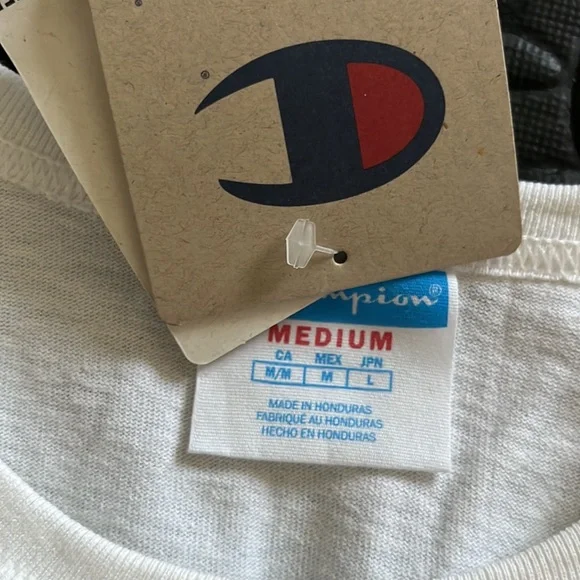 mpion®
MEDIUM
CA MEX JPN
M/M M L
MADE IN HONDURAS
FABRIQUÉ AU HONDURAS
HECHO EN HONDURAS